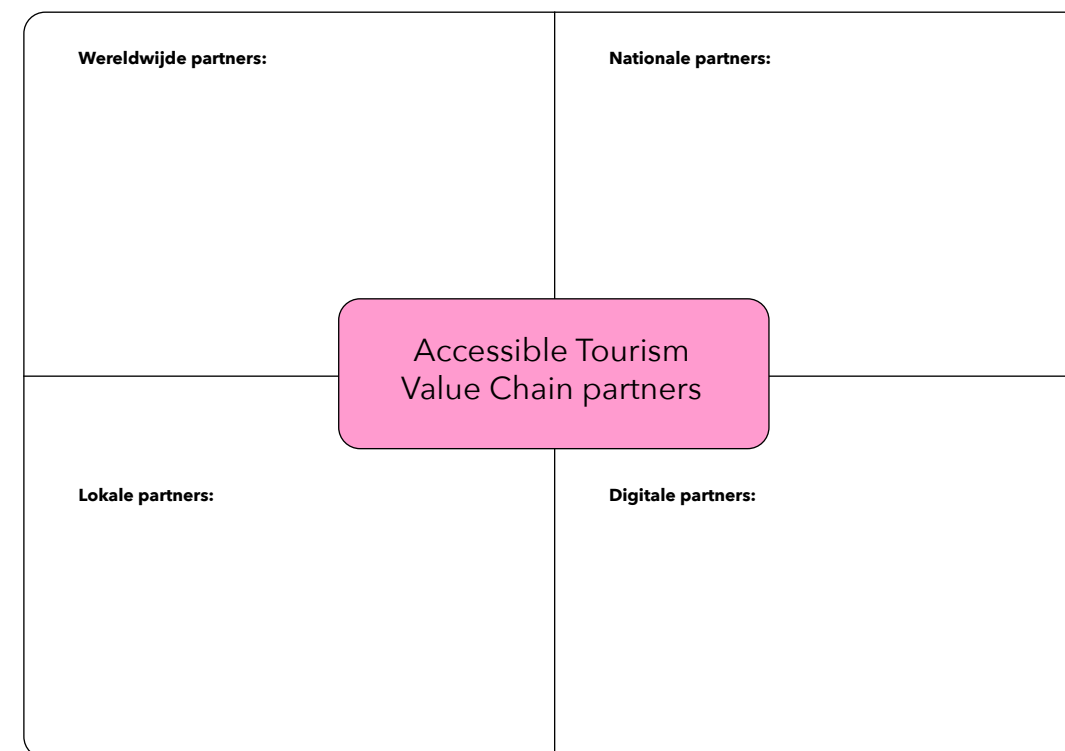 Wereldwijde partners:
Nationale partners:
Accessible Tourism
Value Chain partners
Lokale partners:
Digitale partners: